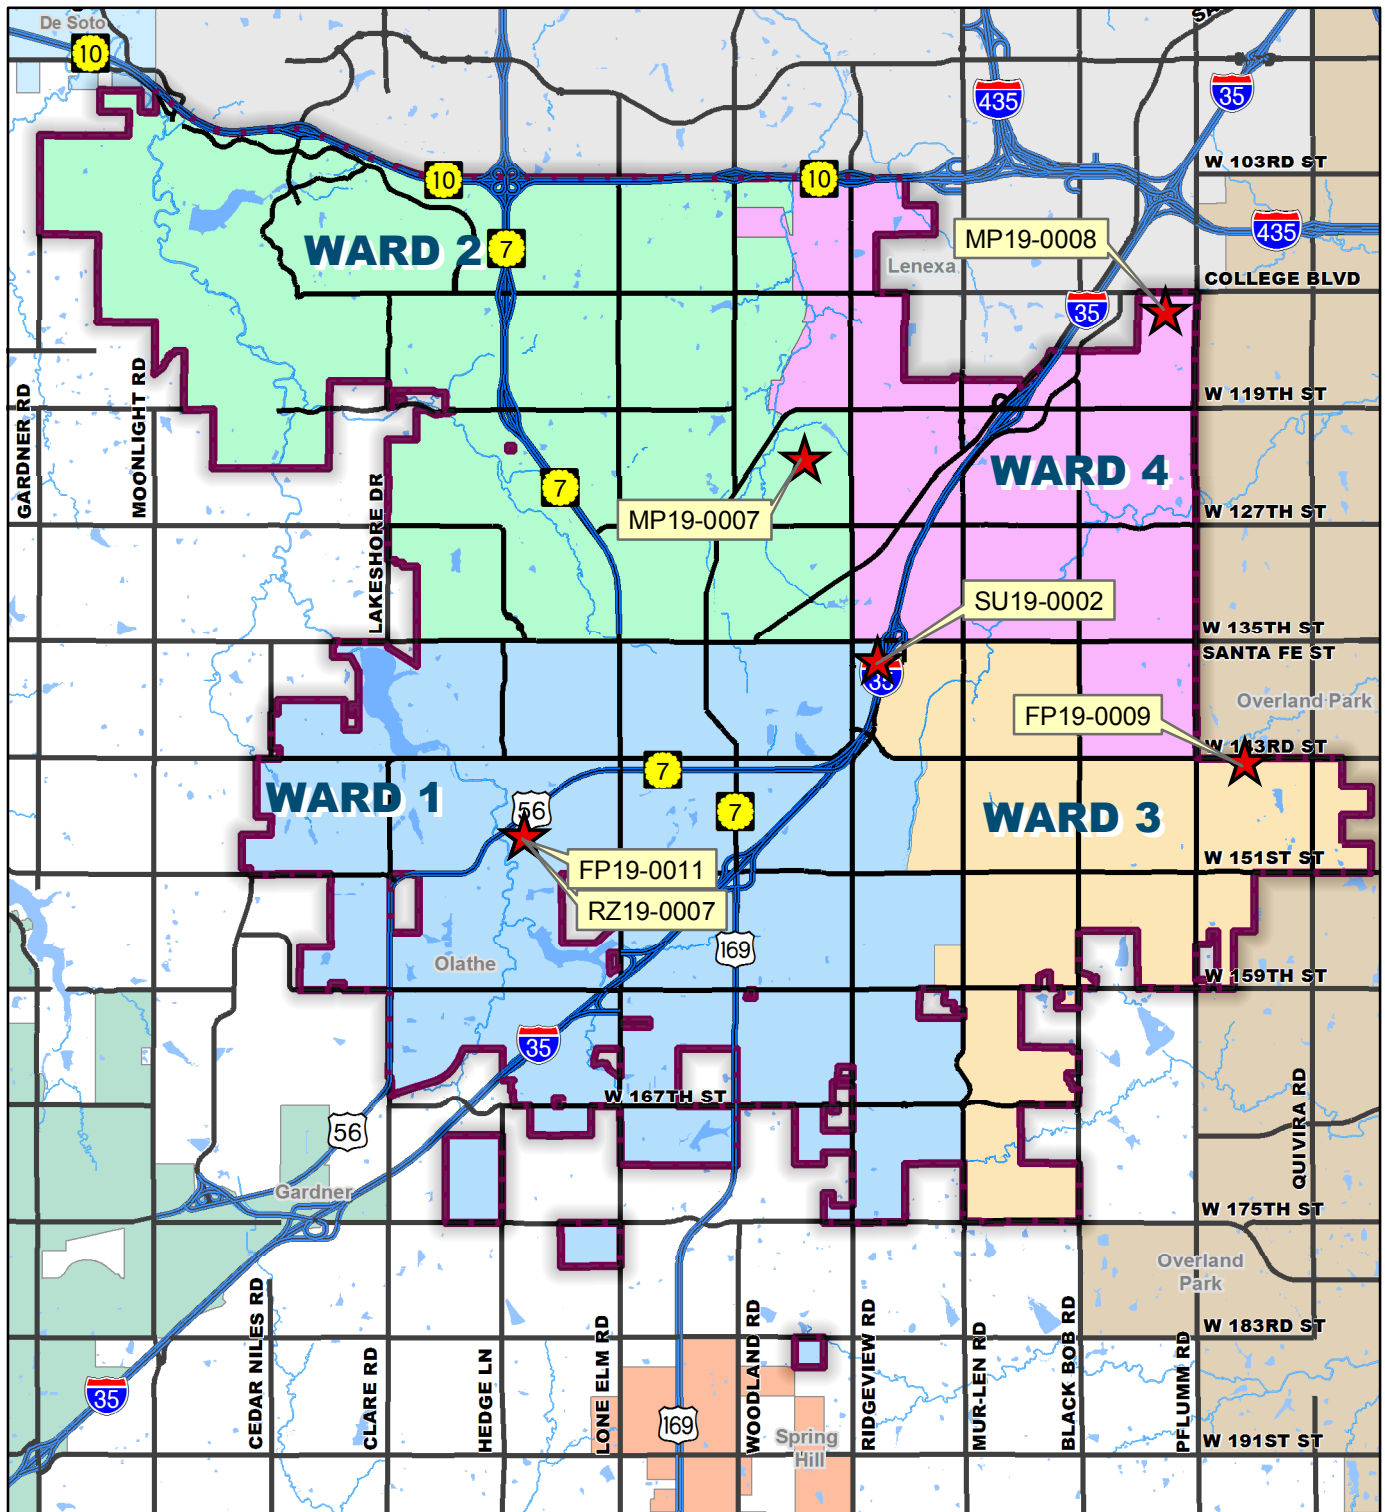 De Soto
10
435
35
W 103RD ST
10
10
MP19-0008
435
WARD 2
7
Lenexa
COLLEGE BLVD
35
GARDNER RD
MOONLIGHT RD
W 119TH ST
WARD 4
LAKESHORE DR
7
MP19-0007
W 127TH ST
SU19-0002
W 135TH ST
SANTA FE ST
35
Overland Park
FP19-0009
W 143RD ST
7
WARD 1
56
7
WARD 3
FP19-0011
W 151ST ST
RZ19-0007
169
Olathe
W 159TH ST
35
W 167TH ST
56
QUIVIRA RD
Gardner
W 175TH ST
Overland
Park
CEDAR NILES RD
CLARE RD
HEDGE LN
LONE ELM RD
WOODLAND RD
RIDGEVIEW RD
MUR-LEN RD
BLACK BOB RD
PFLUMM RD
W 183RD ST
35
169
Spring
Hill
W 191ST ST